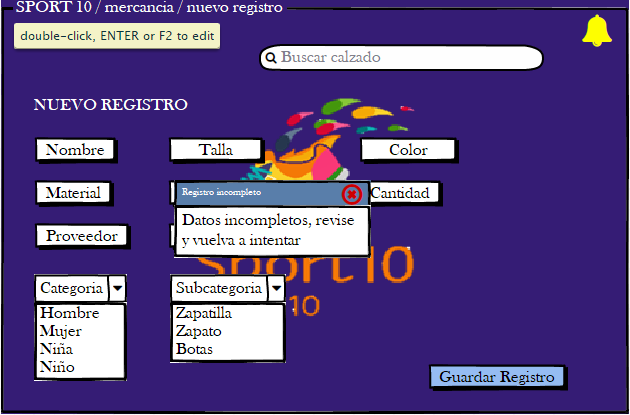 SPORT 10 / mercancia / nuevo registro
double-click, ENTER or F2 to edit
Buscar calzado
NUEVO REGISTRO
Nombre
Talla
Color
Material
Cantidad
Registro incompleto
Datos incompletos, revise
y vuelva a intentar
Proveedor
Sport 10
10
Categoria
Subcategoria
Hombre
Mujer
Niña
Niño
Zapatilla
Zapato
Botas
Guardar Registro